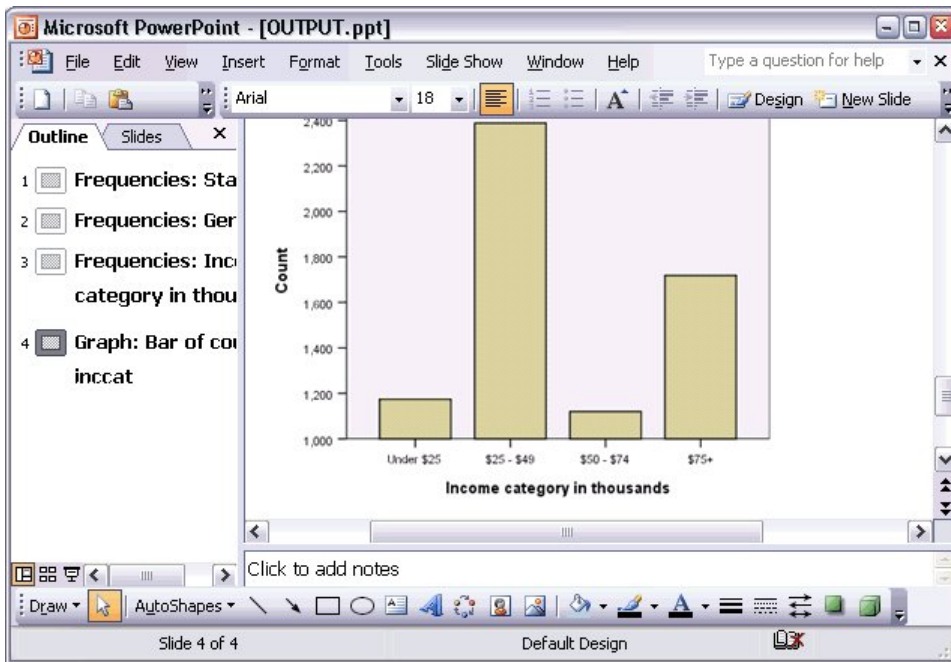 Microsoft PowerPoint - [OUTPUT.ppt]
File Edit View Insert Format Tools Slide Show Window Help Type a question for help
Arial 18 A Design New Slide
Outline Slides
1 Frequencies: Sta
2 Frequencies: Ger
3 Frequencies: Inc
category in thou
4 Graph: Bar of cou
inccat
2,400
2,200
2,000
1,800
1,600
1,400
1,200
1,000
Count
Under $25 $25 - $49 $50 - $74 $75+
Income category in thousands
Click to add notes
Draw AutoShapes A A
Slide 4 of 4 Default Design